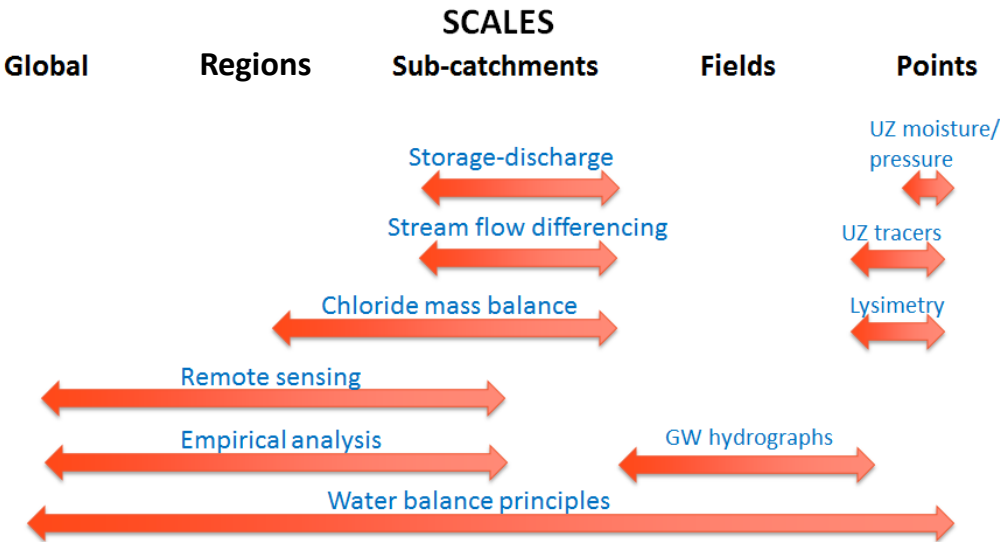 SCALES
Global Regions Sub-catchments Fields Points
UZ moisture/
pressure
Storage-discharge
Stream flow differencing
UZ tracers
Chloride mass balance
Lysimetry
Remote sensing
Empirical analysis
GW hydrographs
Water balance principles